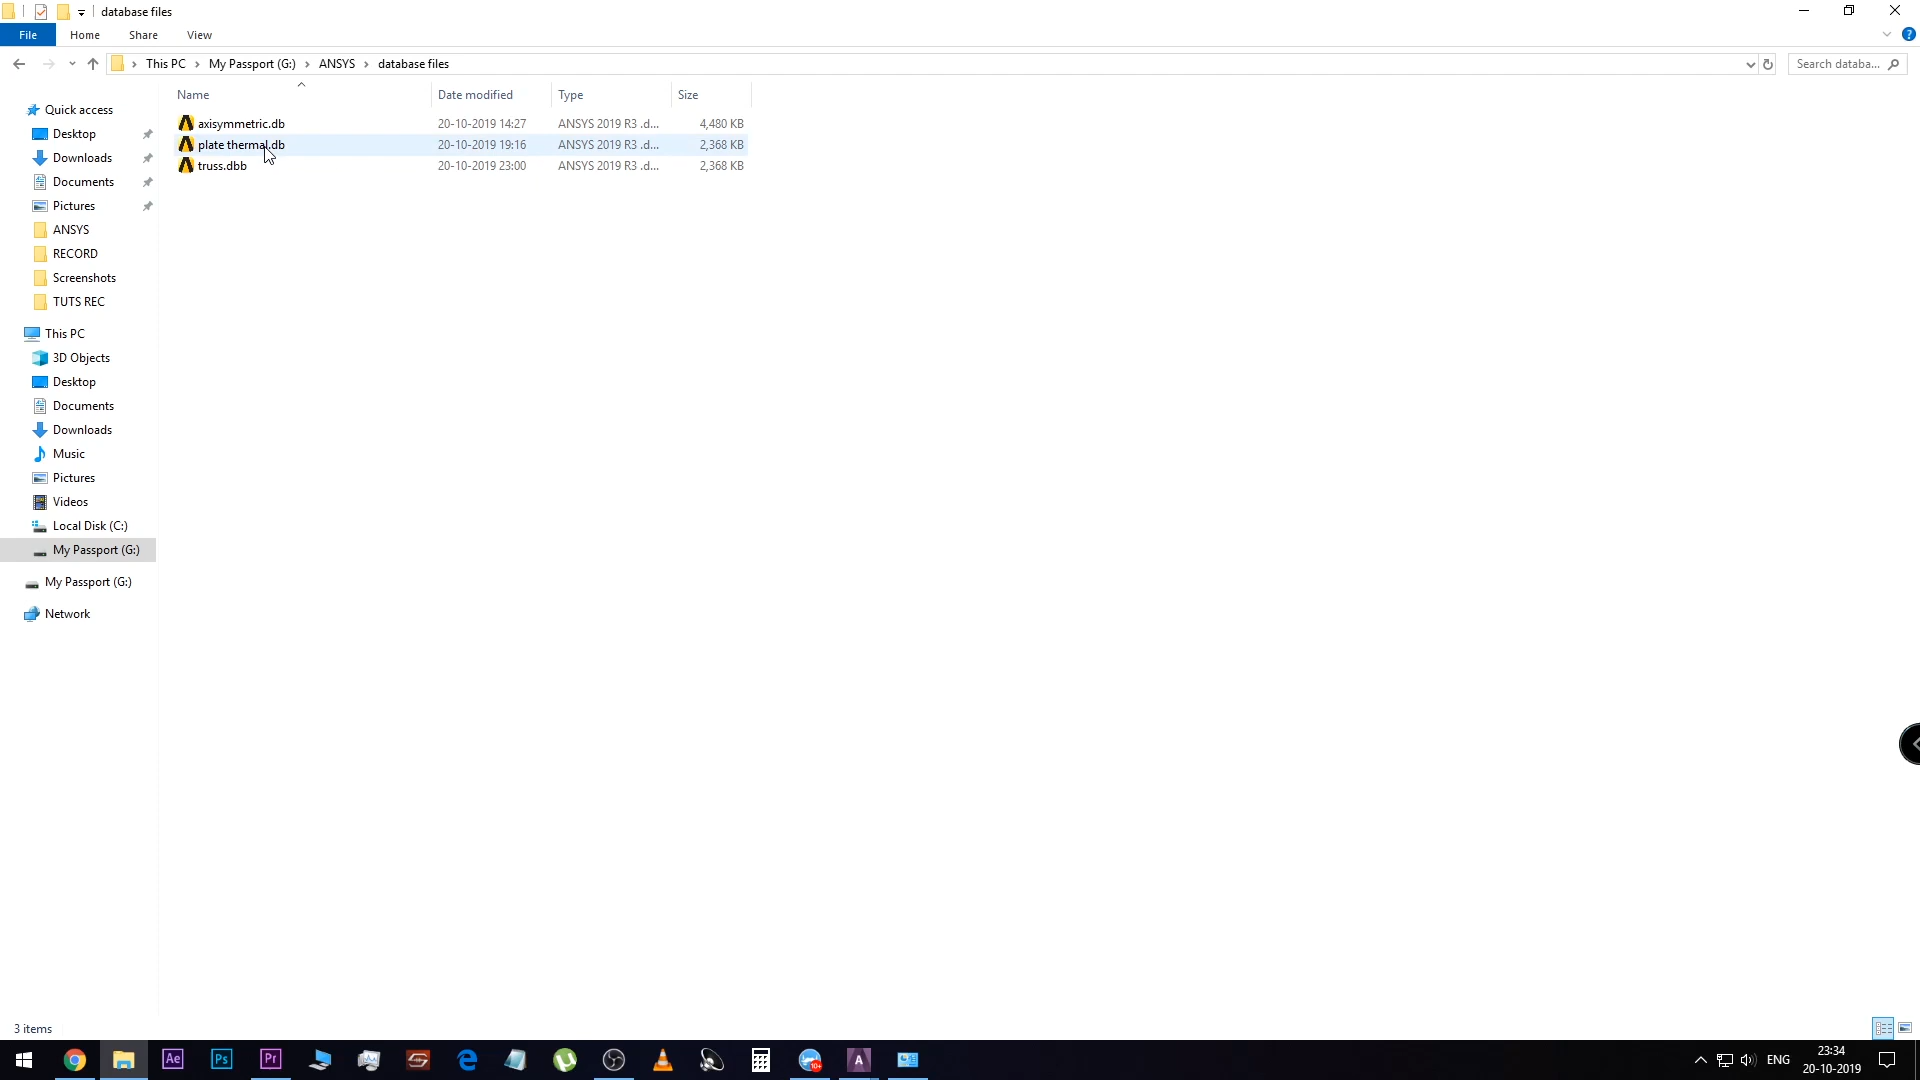 database files
File Home Share View
This PC My Passport (G:) ANSYS database files
Search databa...
Name Date modified Type Size
axisymmetric.db 20-10-2019 14:27 ANSYS 2019 R3 .d... 4,480 KB
plate thermal.db 20-10-2019 19:16 ANSYS 2019 R3 .d... 2,368 KB
truss.dbb 20-10-2019 23:00 ANSYS 2019 R3 .d... 2,368 KB
Quick access
Desktop
Downloads
Documents
Pictures
ANSYS
RECORD
Screenshots
TUTS REC
This PC
3D Objects
Desktop
Documents
Downloads
Music
Pictures
Videos
Local Disk (C:)
My Passport (G:)
My Passport (G:)
Network
3 items
Ae Ps Pr 10+ A
ENG
23:34
20-10-2019